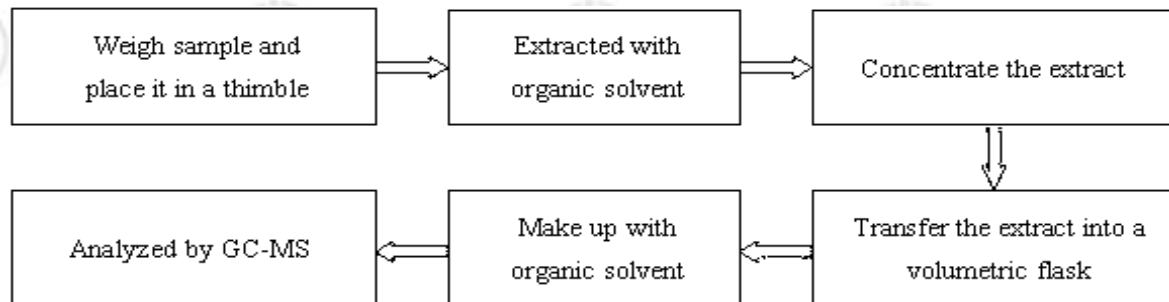 Weigh sample and
place it in a thimble
Extracted with
organic solvent
Concentrate the extract
Transfer the extract into a
volumetric flask
Make up with
organic solvent
Analyzed by GC-MS